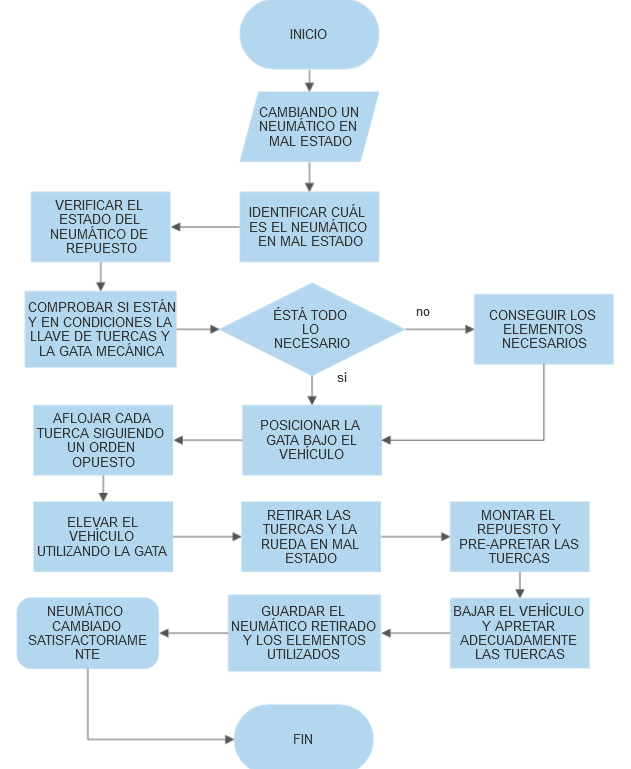 INICIO
CAMBIANDO UN
NEUMÁTICO EN
MAL ESTADO
IDENTIFICAR CUÁL
ES EL NEUMÁTICO
EN MAL ESTADO
VERIFICAR EL
ESTADO DEL
NEUMÁTICO DE
REPUESTO
COMPROBAR SI ESTÁN
Y EN CONDICIONES LA
LLAVE DE TUERCAS Y
LA GATA MECÁNICA
ÉSTÁ TODO
LO
NECESARIO
no
CONSEGUIR LOS
ELEMENTOS
NECESARIOS
si
POSICIONAR LA
GATA BAJO EL
VEHÍCULO
AFLOJAR CADA
TUERCA SIGUIENDO
UN ORDEN
OPUESTO
ELEVAR EL
VEHÍCULO
UTILIZANDO LA GATA
RETIRAR LAS
TUERCAS Y LA
RUEDA EN MAL
ESTADO
MONTAR EL
REPUESTO Y
PRE-APRETAR LAS
TUERCAS
BAJAR EL VEHÍCULO
Y APRETAR
ADECUADAMENTE
LAS TUERCAS
GUARDAR EL
NEUMÁTICO RETIRADO
Y LOS ELEMENTOS
UTILIZADOS
NEUMÁTICO
CAMBIADO
SATISFACTORIAME
NTE
FIN